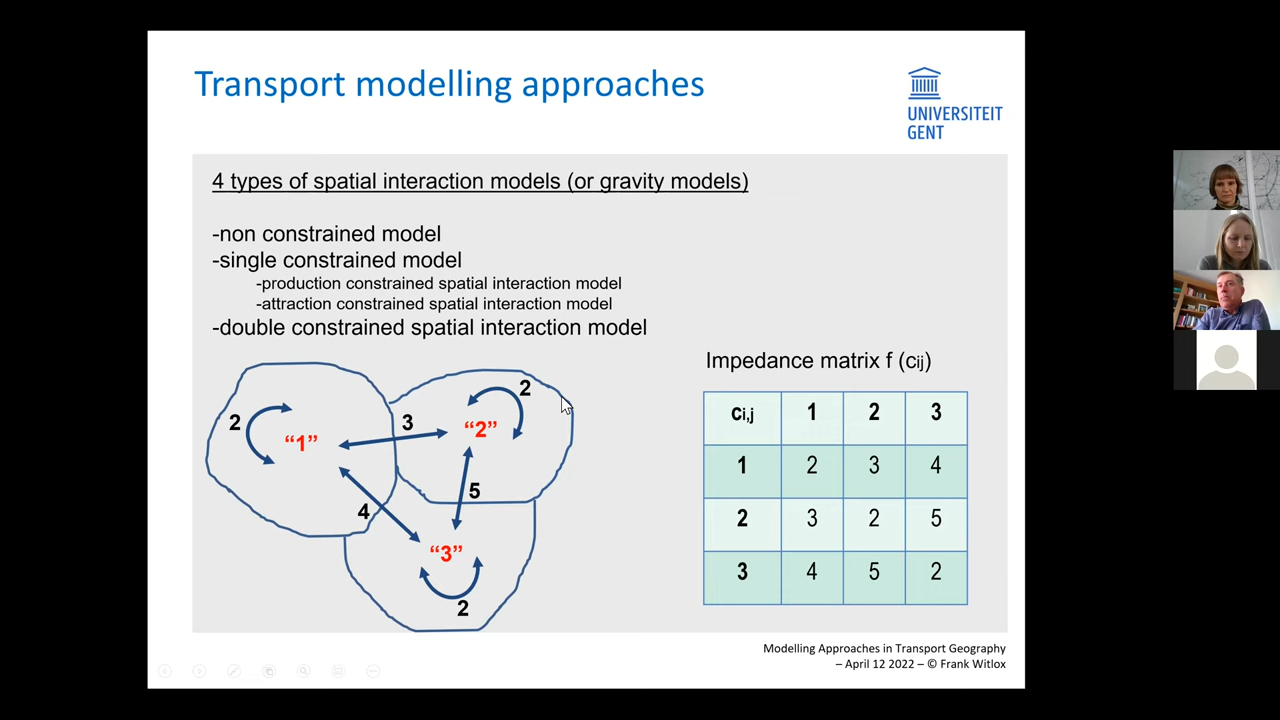 Transport modelling approaches
UNIVERSITEIT
GENT
4 types of spatial interaction models (or gravity models)
-non constrained model
-single constrained model
-production constrained spatial interaction model
-attraction constrained spatial interaction model
-double constrained spatial interaction model
2
"1"
3
"2"
2
5
4
"3"
2
Impedance matrix f (cij)
ci,j 1 2 3
1 2 3 4
2 3 2 5
3 4 5 2
Modelling Approaches in Transport Geography
– April 12 2022 – © Frank Witlox